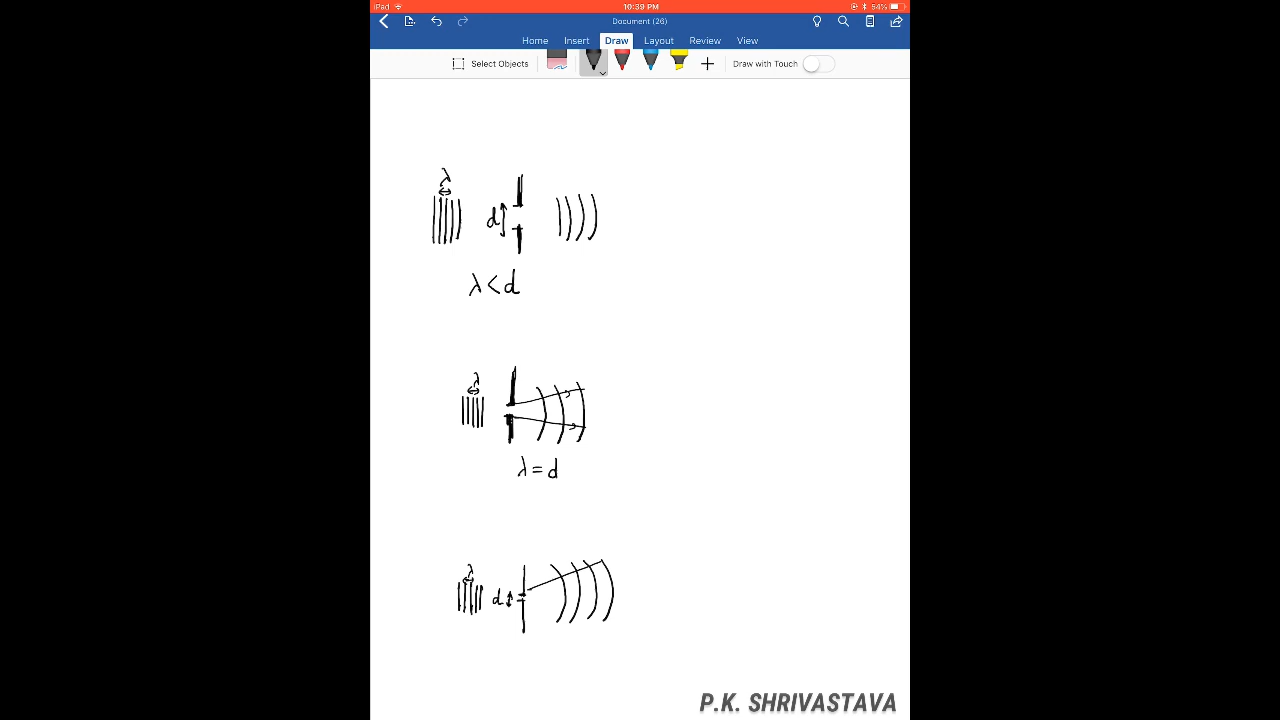 iPad
10:39 PM
54%
Document (26)
Home Insert Draw Layout Review View
Select Objects
Draw with Touch
λ
d
λ < d
λ
λ = d
λ
d
P.K. SHRIVASTAVA